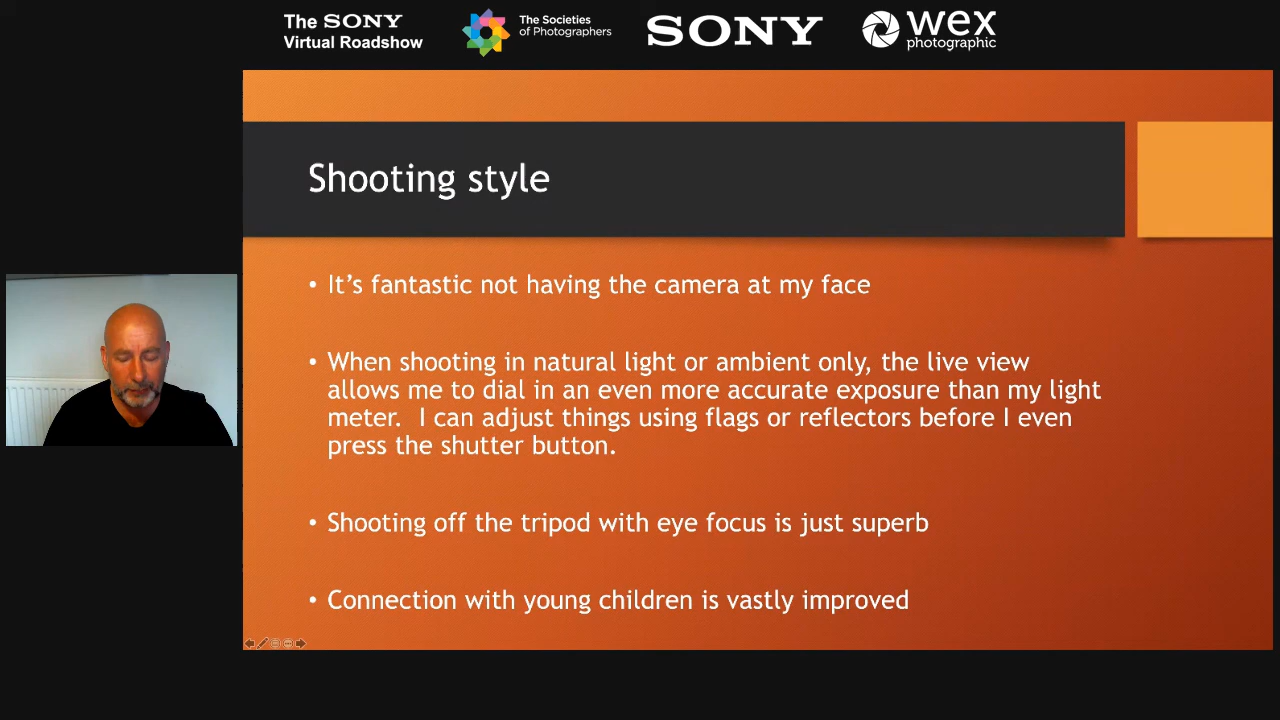 The SONY
Virtual Roadshow
The Societies
of Photographers
SONY
wex
photographic
Shooting style
• It’s fantastic not having the camera at my face
• When shooting in natural light or ambient only, the live view
allows me to dial in an even more accurate exposure than my light
meter.  I can adjust things using flags or reflectors before I even
press the shutter button.
• Shooting off the tripod with eye focus is just superb
• Connection with young children is vastly improved